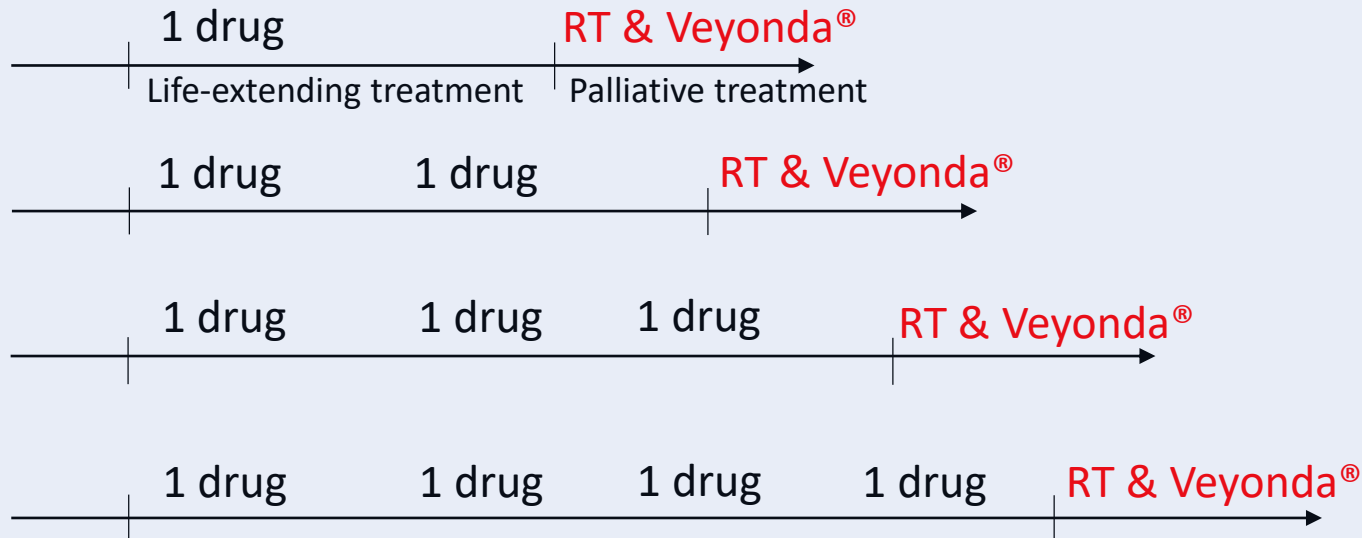 1 drug RT & Veyonda®
Life-extending treatment Palliative treatment
1 drug 1 drug RT & Veyonda®
1 drug 1 drug 1 drug RT & Veyonda®
1 drug 1 drug 1 drug 1 drug RT & Veyonda®